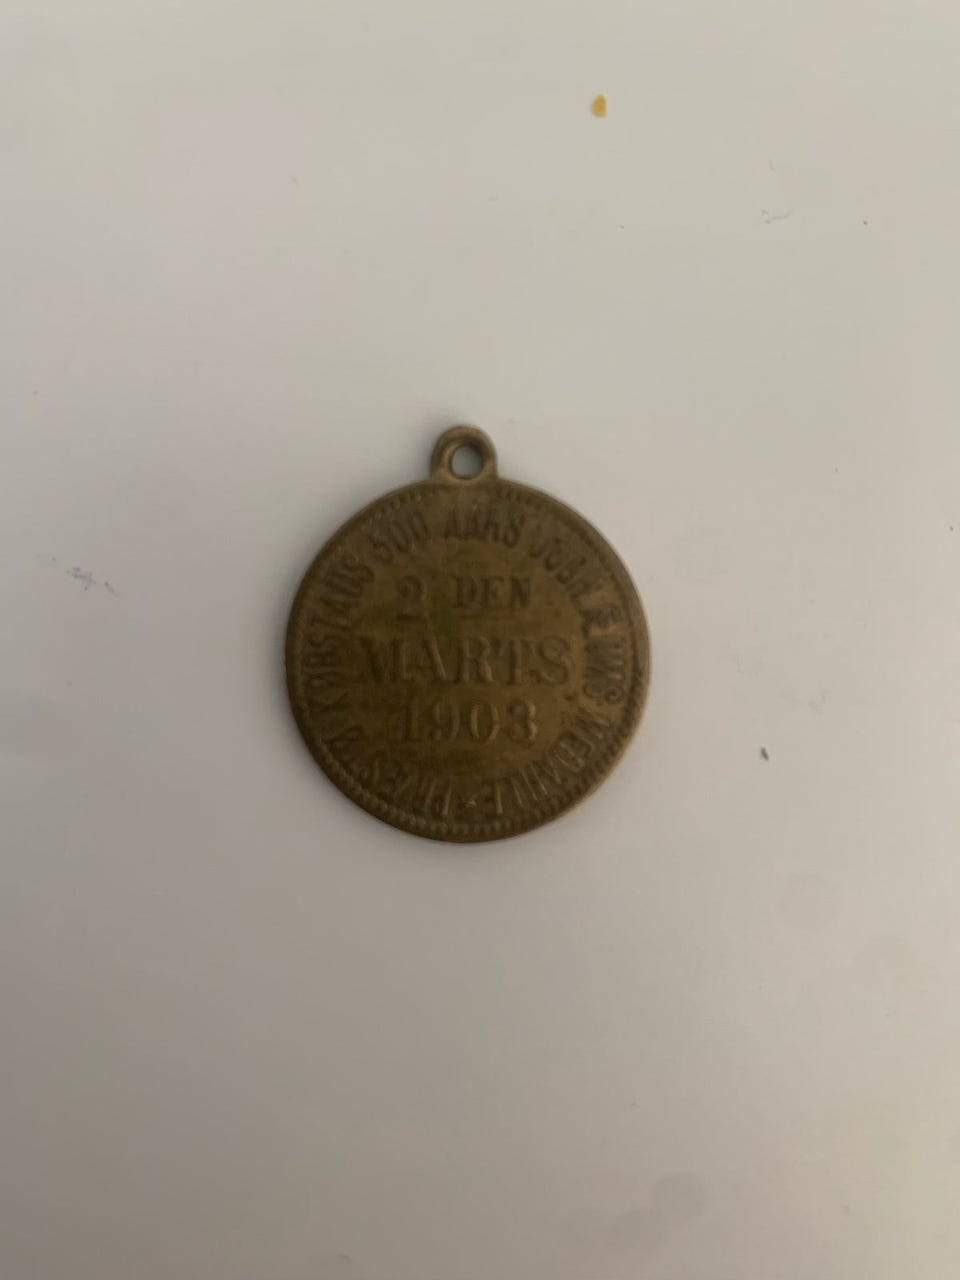 PRÆSTØ KJØBSTADS 500 AARS JUBILÆUMS MEDAILLE
2 DEN
MARTS
1903